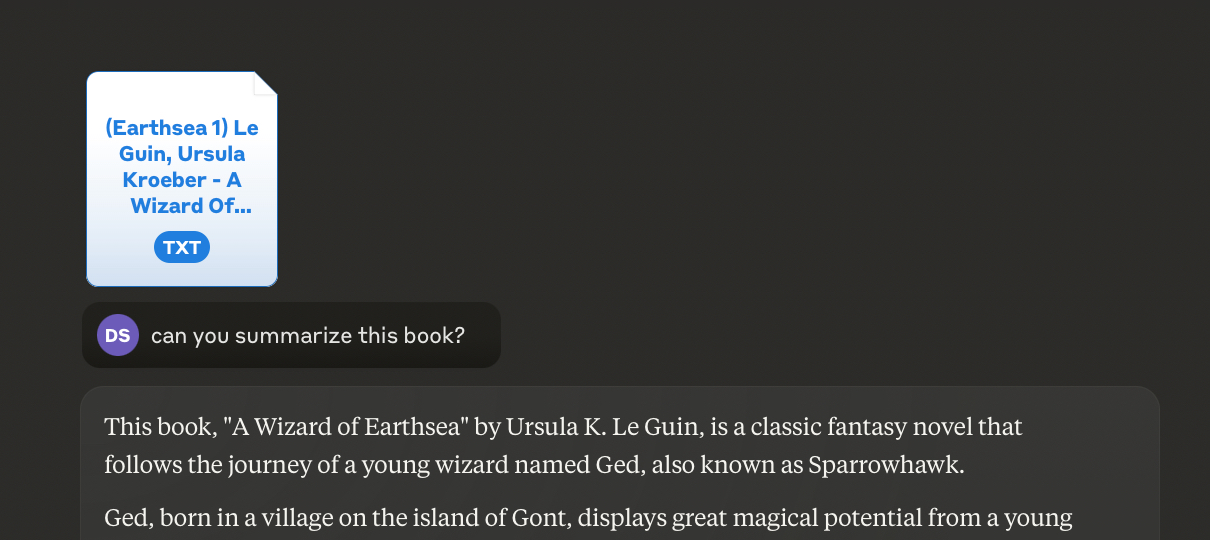 (Earthsea 1) Le
Guin, Ursula
Kroeber - A
Wizard Of...
TXT
DS can you summarize this book?
This book, "A Wizard of Earthsea" by Ursula K. Le Guin, is a classic fantasy novel that
follows the journey of a young wizard named Ged, also known as Sparrowhawk.
Ged, born in a village on the island of Gont, displays great magical potential from a young